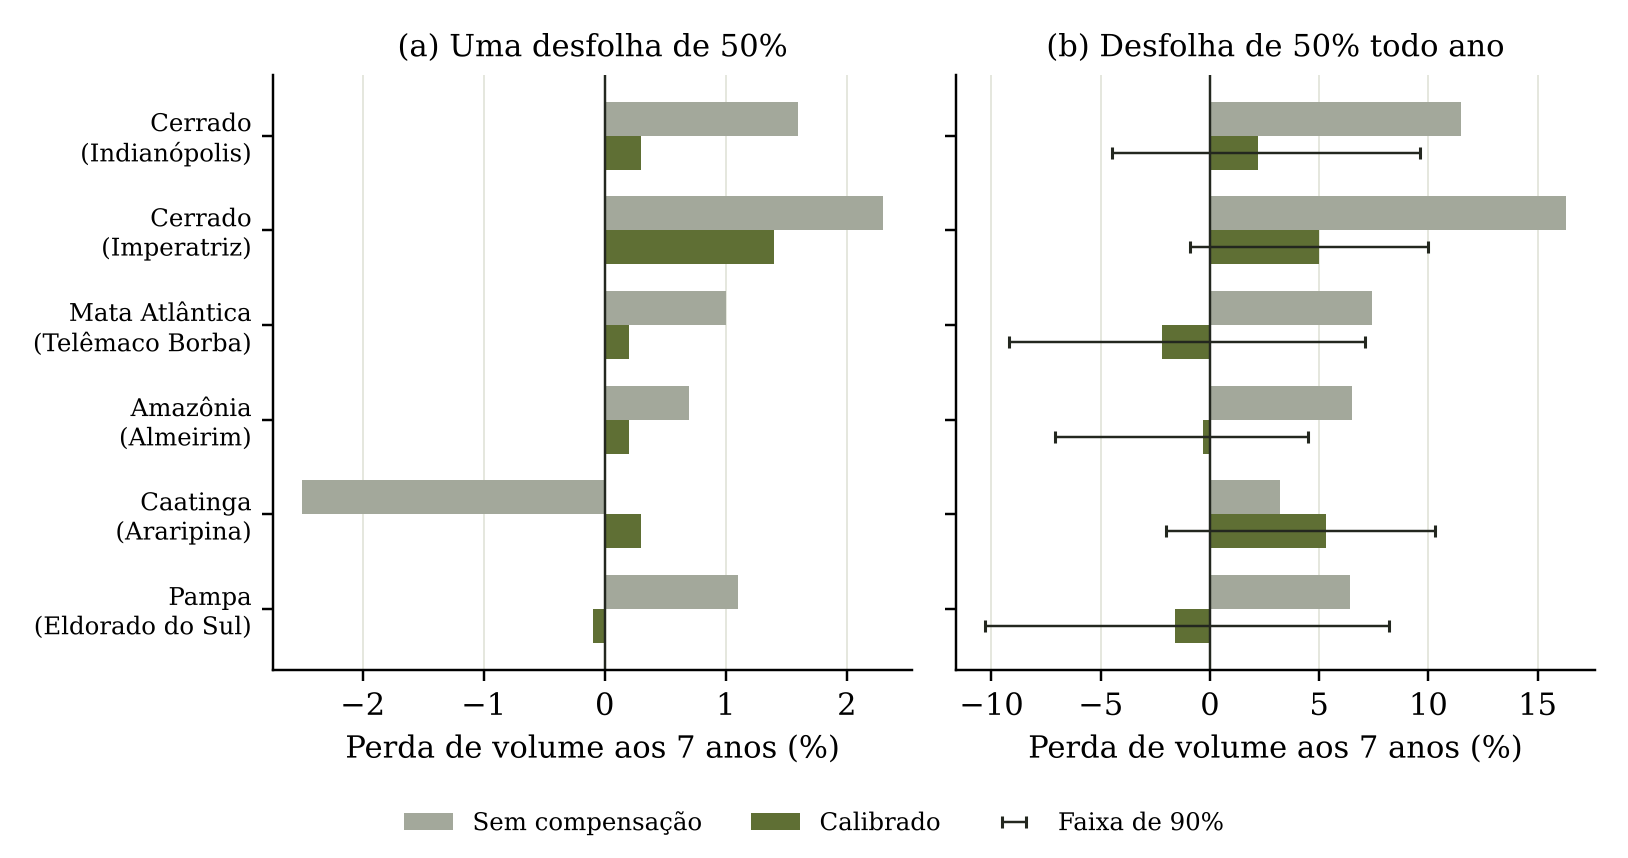 (a) Uma desfolha de 50%
(b) Desfolha de 50% todo ano
Cerrado
(Indianópolis)
Cerrado
(Imperatriz)
Mata Atlântica
(Telêmaco Borba)
Amazônia
(Almeirim)
Caatinga
(Araripina)
Pampa
(Eldorado do Sul)
−2 −1 0 1 2
−10 −5 0 5 10 15
Perda de volume aos 7 anos (%)
Perda de volume aos 7 anos (%)
Sem compensação
Calibrado
Faixa de 90%